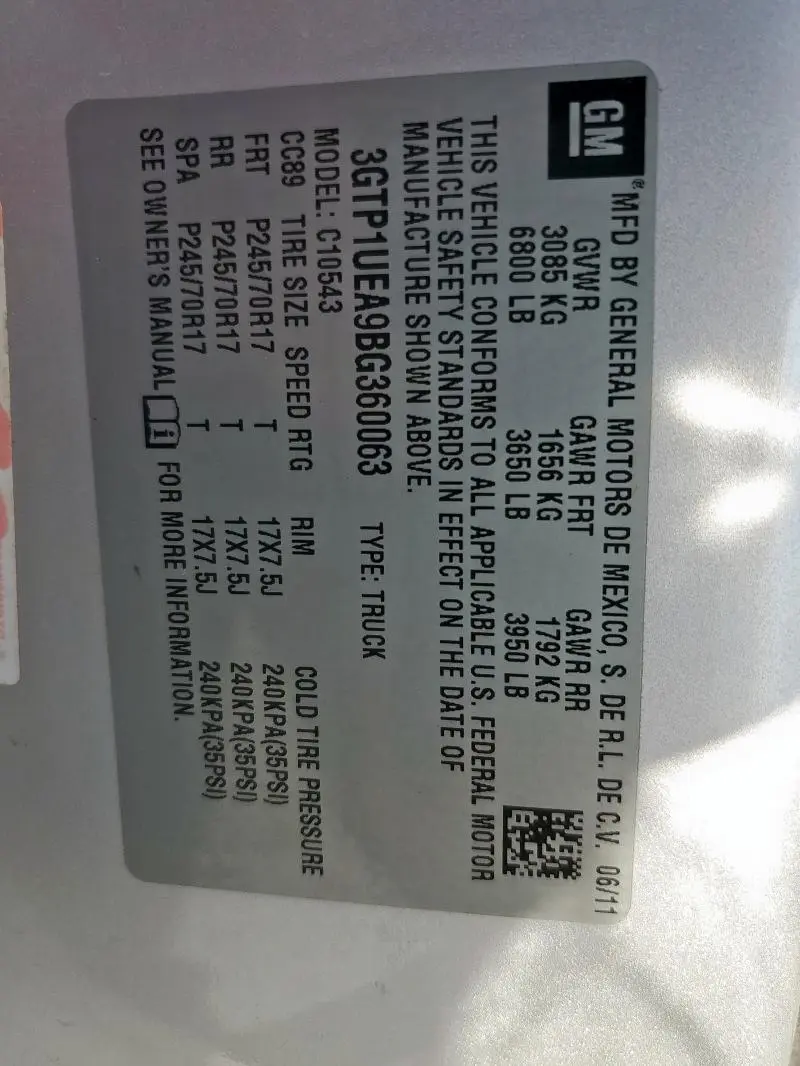 GM
® MFD BY GENERAL MOTORS DE MEXICO, S. DE R.L. DE C.V. 06/11
GVWR GAWR FRT GAWR RR
3085 KG 1656 KG 1792 KG
6800 LB 3650 LB 3950 LB
THIS VEHICLE CONFORMS TO ALL APPLICABLE U.S. FEDERAL MOTOR
VEHICLE SAFETY STANDARDS IN EFFECT ON THE DATE OF
MANUFACTURE SHOWN ABOVE.
3GTP1UEA9BG360063 TYPE: TRUCK
MODEL: C10543
CC89 TIRE SIZE SPEED RTG RIM COLD TIRE PRESSURE
FRT P245/70R17 T 17X7.5J 240KPA(35PSI)
RR P245/70R17 T 17X7.5J 240KPA(35PSI)
SPA P245/70R17 T 17X7.5J 240KPA(35PSI)
SEE OWNER'S MANUAL i FOR MORE INFORMATION.